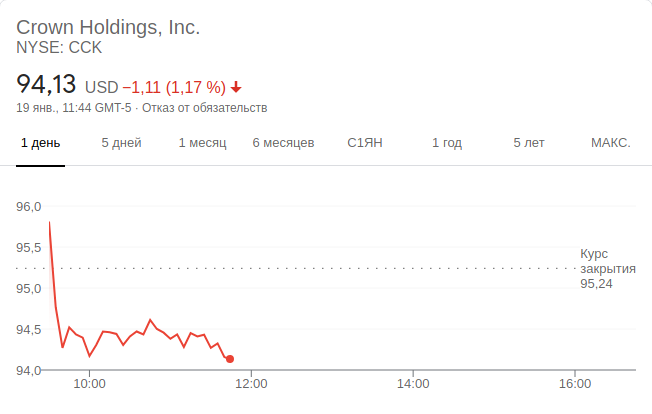 Crown Holdings, Inc.
NYSE: CCK
94,13 USD −1,11 (1,17 %)
19 янв., 11:44 GMT-5 · Отказ от обязательств
1 день 5 дней 1 месяц 6 месяцев С1ЯН 1 год 5 лет МАКС.
96,0
95,5
Курс
закрытия
95,24
95,0
94,5
94,0
10:00 12:00 14:00 16:00